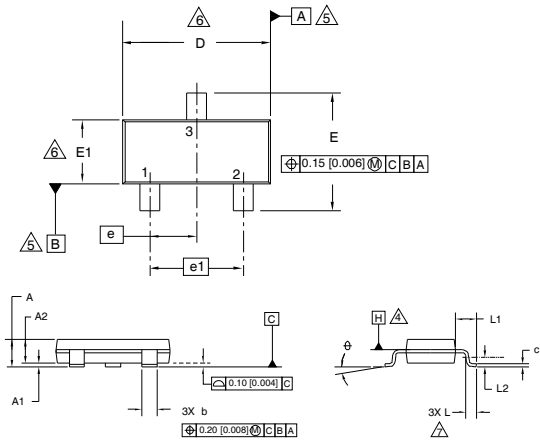 6
D
A 5
3
6
E1
E
⌖ 0.15 [0.006] Ⓜ C B A
1
2
5 B
e
e1
A
A2
A1
C
⌓ 0.10 [0.004] C
3X b
⌖ 0.20 [0.008] Ⓜ C B A
H 4
L1
θ
c
L2
3X L
7